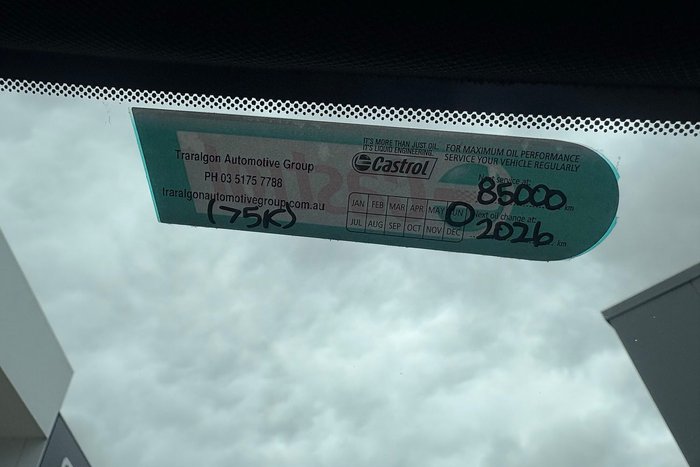 Traralgon Automotive Group
PH 03 5175 7788
traralgonautomotivegroup.com.au
(75K)
IT'S MORE THAN JUST OIL.
IT'S LIQUID ENGINEERING.
Castrol
FOR MAXIMUM OIL PERFORMANCE
SERVICE YOUR VEHICLE REGULARLY
Next service at:
85000 km
JAN FEB MAR APR MAY JUN
JUL AUG SEP OCT NOV DEC
Next oil change at:
2026 km